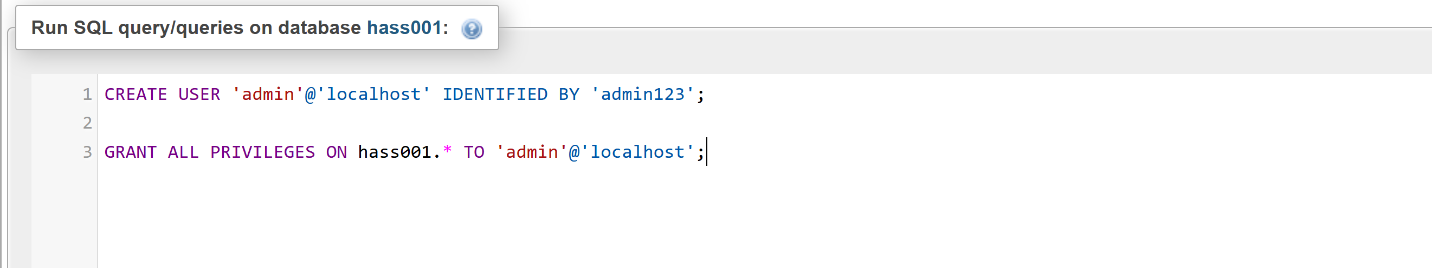 Run SQL query/queries on database hass001:
1 CREATE USER 'admin'@'localhost' IDENTIFIED BY 'admin123';
2
3 GRANT ALL PRIVILEGES ON hass001.* TO 'admin'@'localhost';